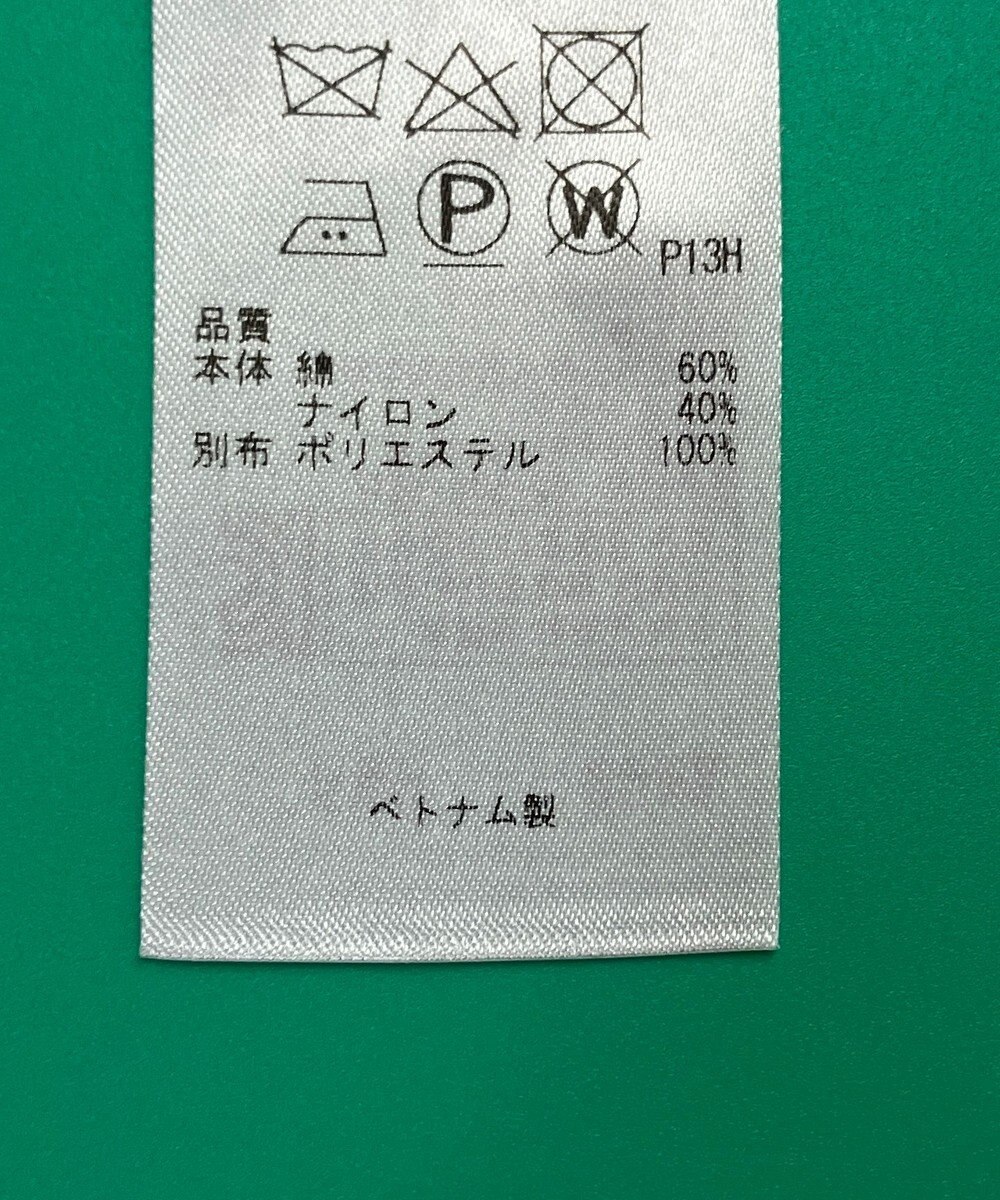 P W P13H
品質
本体 綿 60%
ナイロン 40%
別布 ポリエステル 100%
ベトナム製